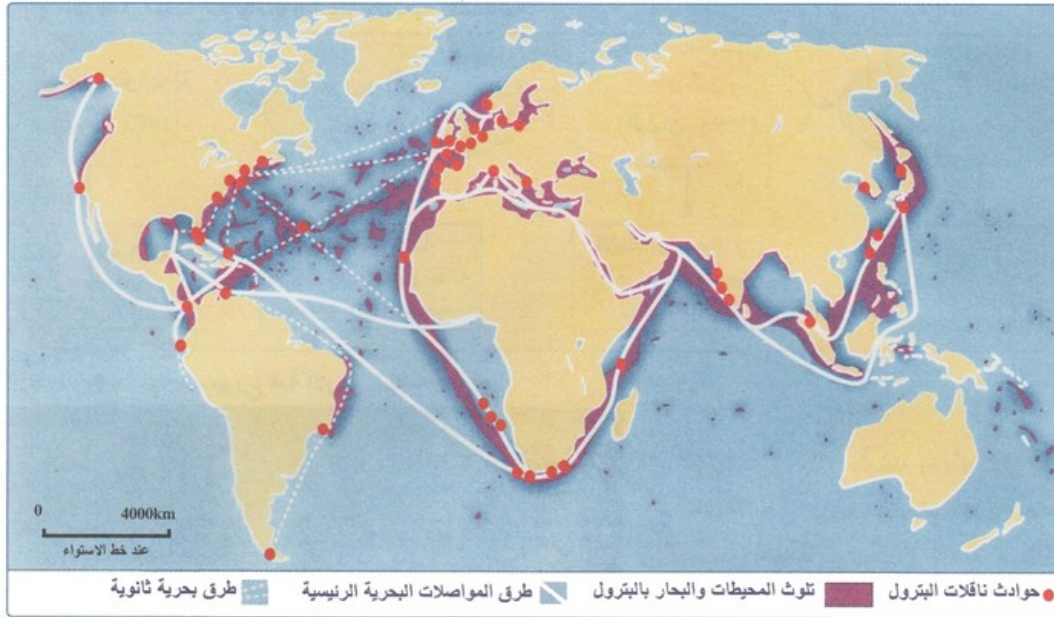 0 4000km
عند خط الاستواء
حوادث ناقلات البترول
تلوث المحيطات والبحار بالبترول
طرق المواصلات البحرية الرئيسية
طرق بحرية ثانوية